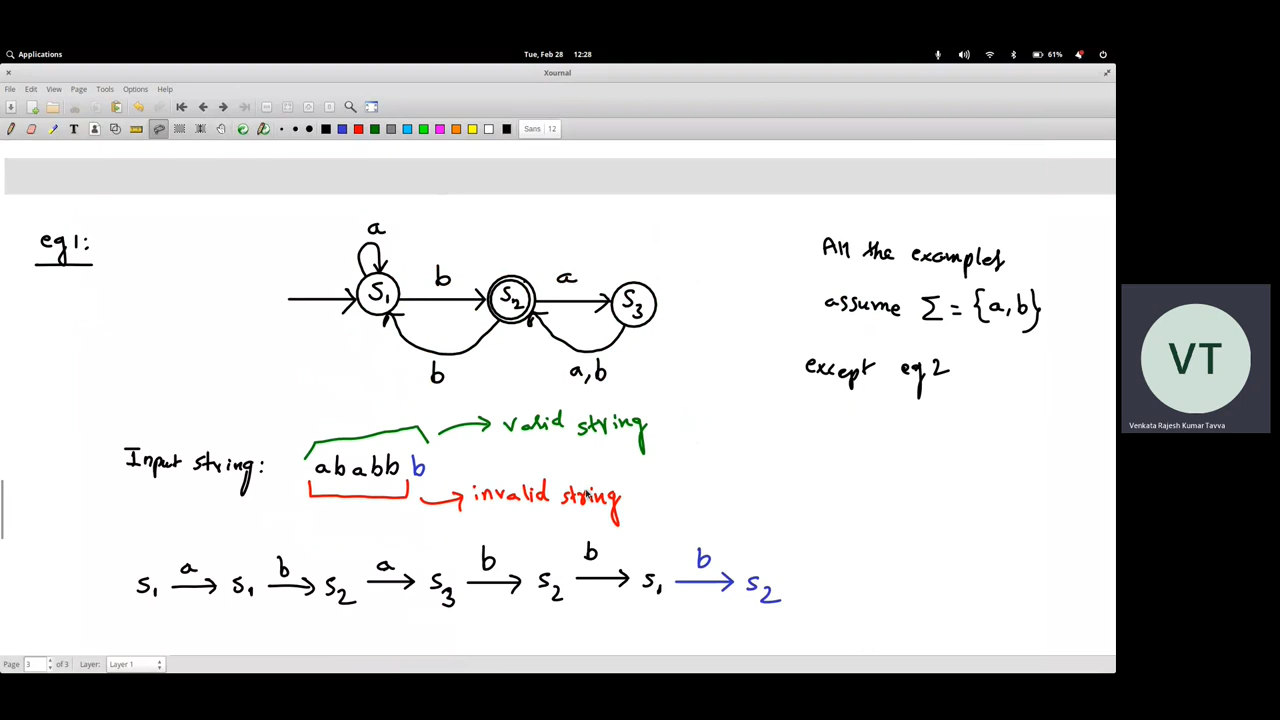 Applications
Tue, Feb 28 12:28
61%
Xournal
File Edit View Page Tools Options Help
Sans 12
eg1:
a
S1 b S2 a S3
b a,b
All the examples
assume Σ = {a,b}
except eg2
valid string
Input string: ababb b
invalid string
S1 a→ S1 b→ S2 a→ S3 b→ S2 b→ S1 b→ S2
VT
Venkata Rajesh Kumar Tavva
Page 3 of 3 Layer: Layer 1